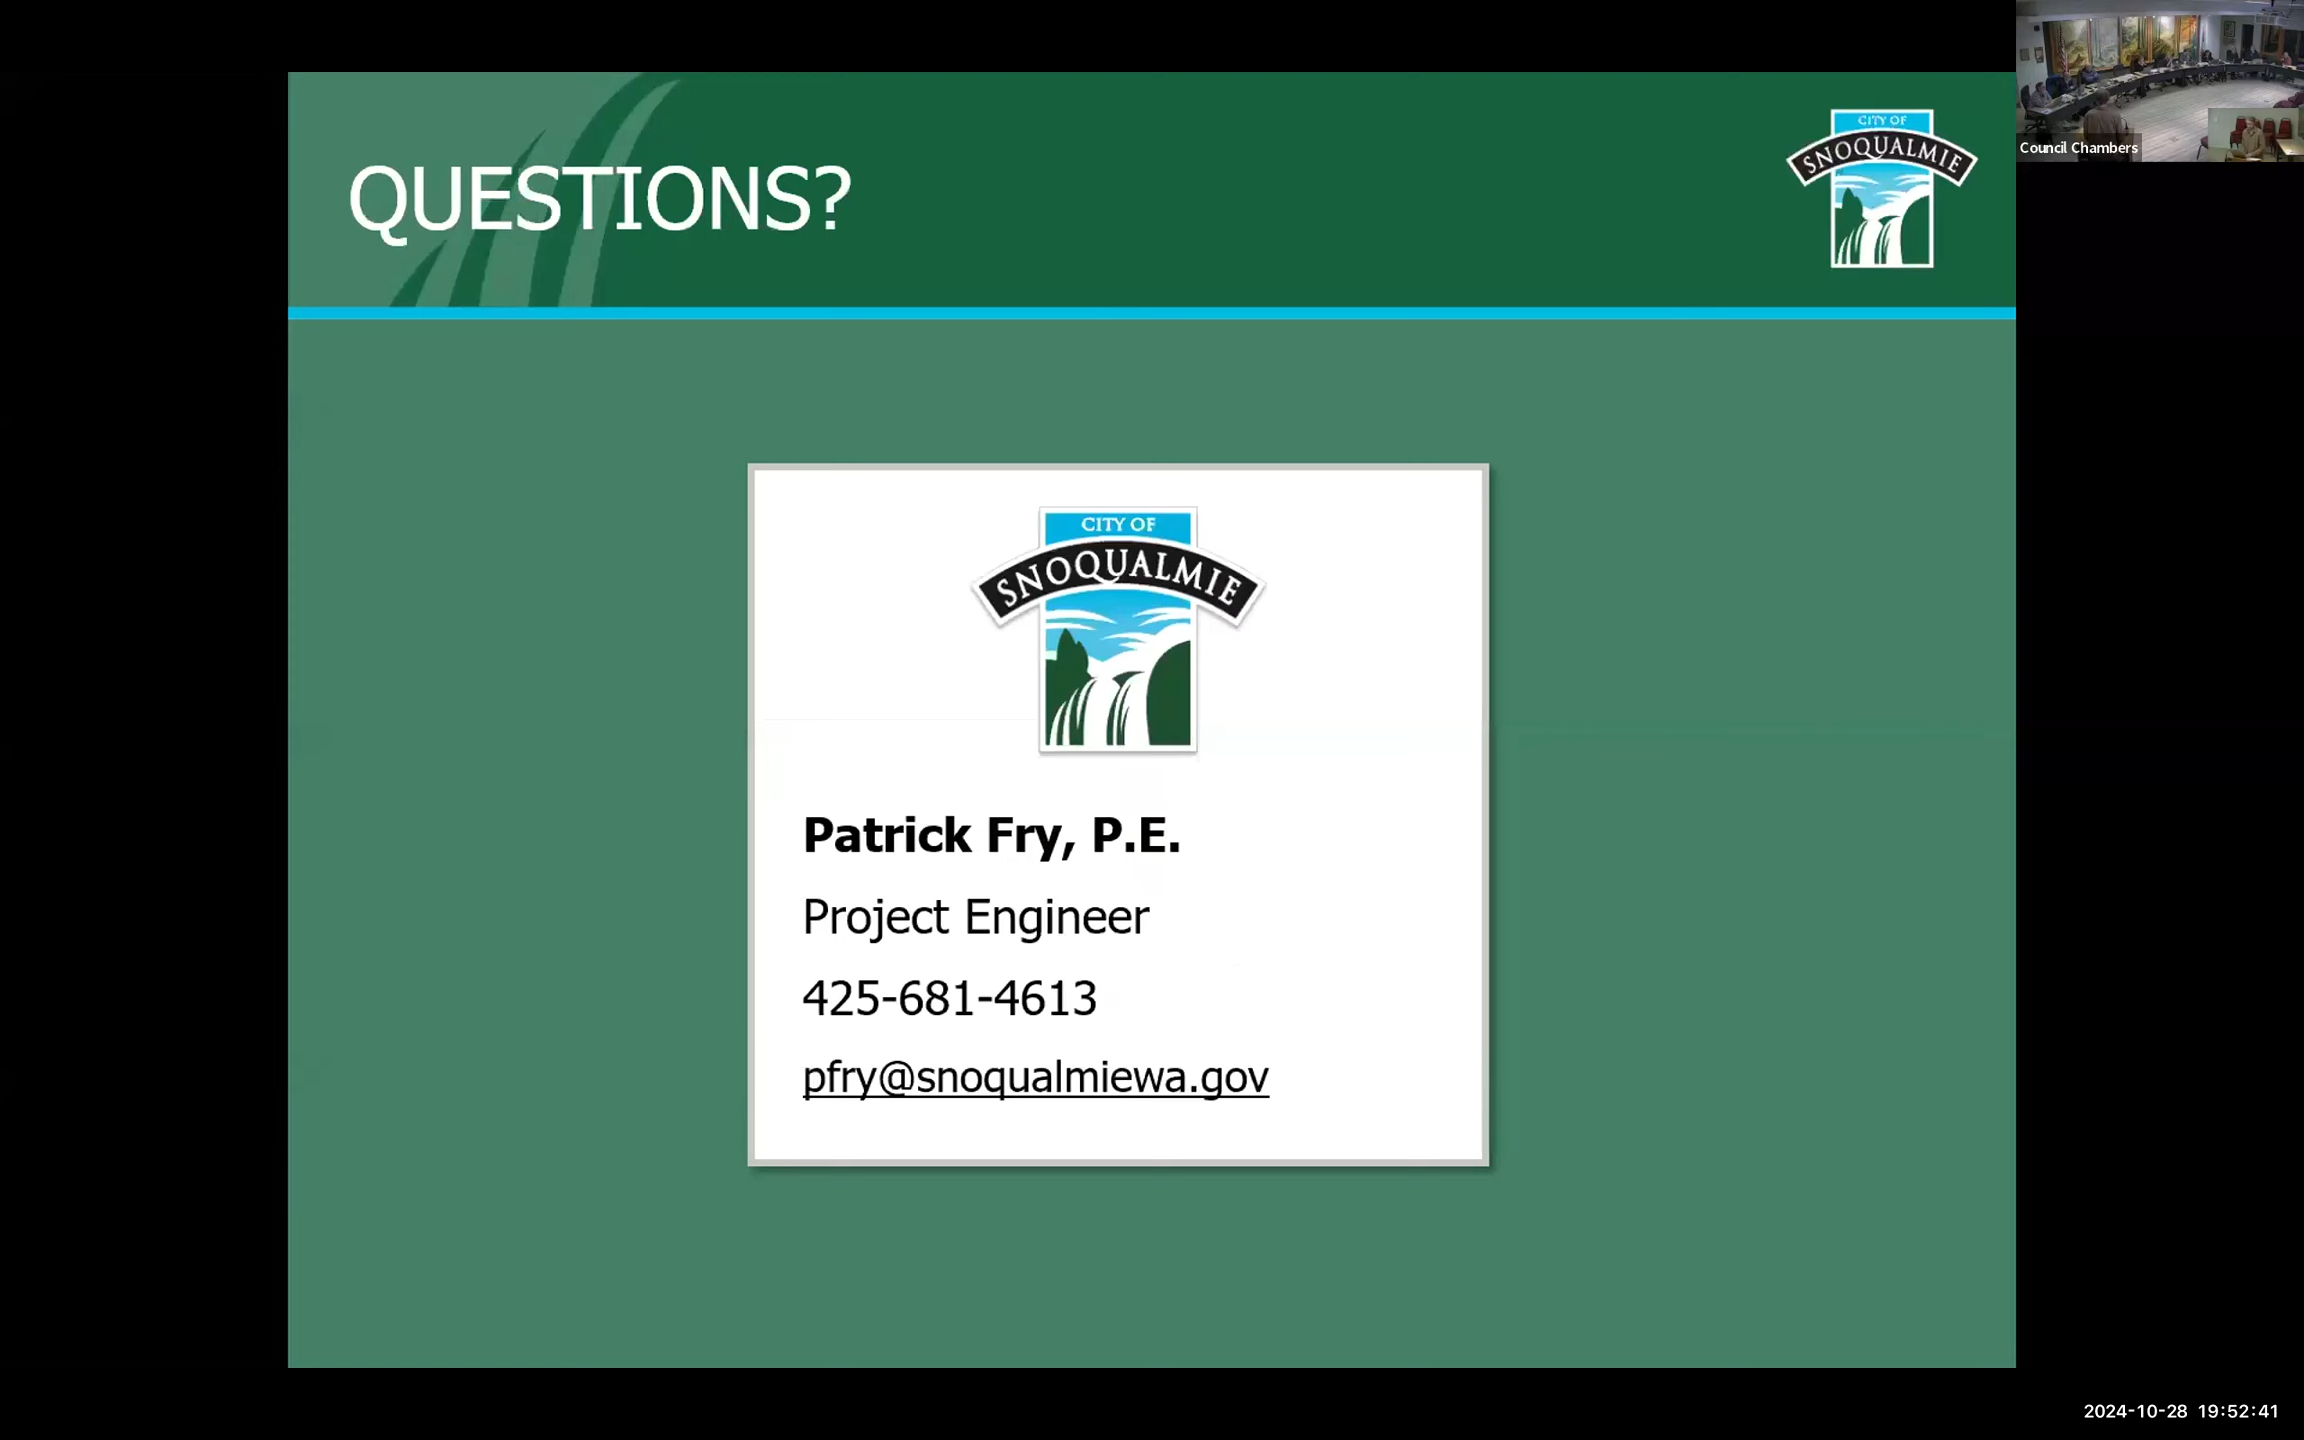 QUESTIONS?
CITY OF
SNOQUALMIE
Council Chambers
CITY OF
SNOQUALMIE
Patrick Fry, P.E.
Project Engineer
425-681-4613
pfry@snoqualmiewa.gov
2024-10-28 19:52:41